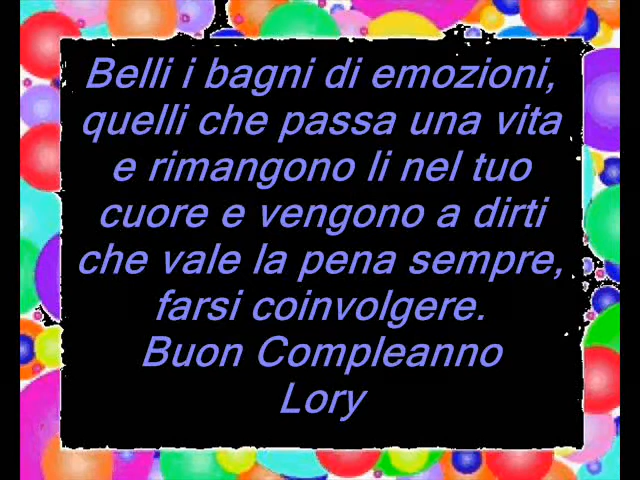 Belli i bagni di emozioni,
quelli che passa una vita
e rimangono li nel tuo
cuore e vengono a dirti
che vale la pena sempre,
farsi coinvolgere.
Buon Compleanno
Lory